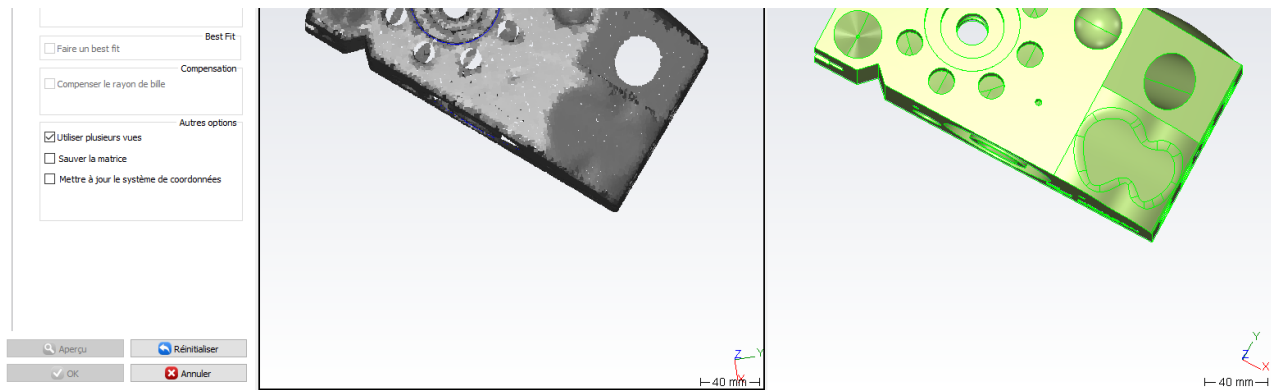 Best Fit
Faire un best fit
Compensation
Compenser le rayon de bille
Autres options
Utiliser plusieurs vues
Sauver la matrice
Mettre à jour le système de coordonnées
Aperçu
Réinitialiser
OK
Annuler
Z
Y
X
40 mm
Y
Z
X
40 mm